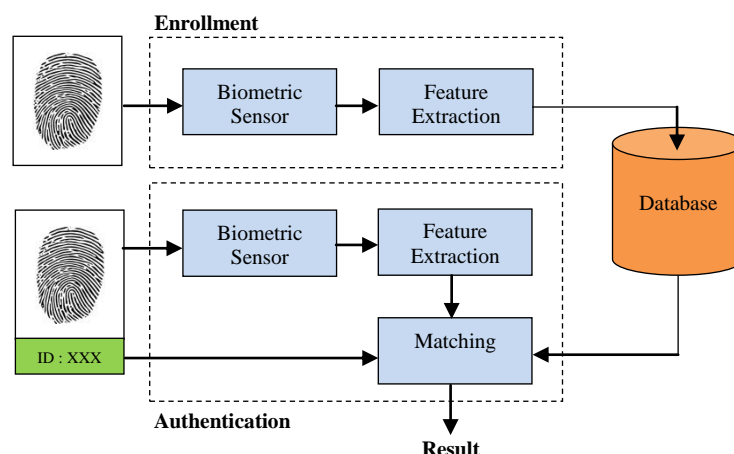 Enrollment
Biometric
Sensor
Feature
Extraction
Database
Biometric
Sensor
Feature
Extraction
Matching
ID : XXX
Authentication
Result